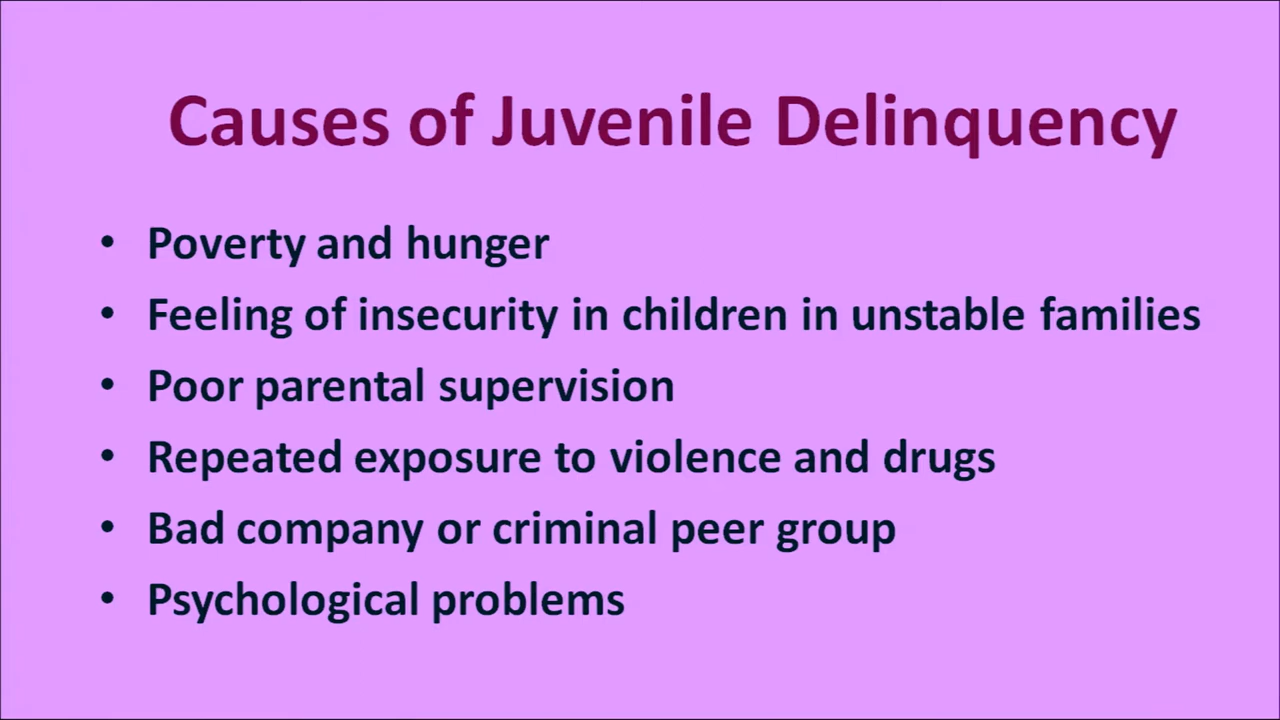 Causes of Juvenile Delinquency
• Poverty and hunger
• Feeling of insecurity in children in unstable families
• Poor parental supervision
• Repeated exposure to violence and drugs
• Bad company or criminal peer group
• Psychological problems